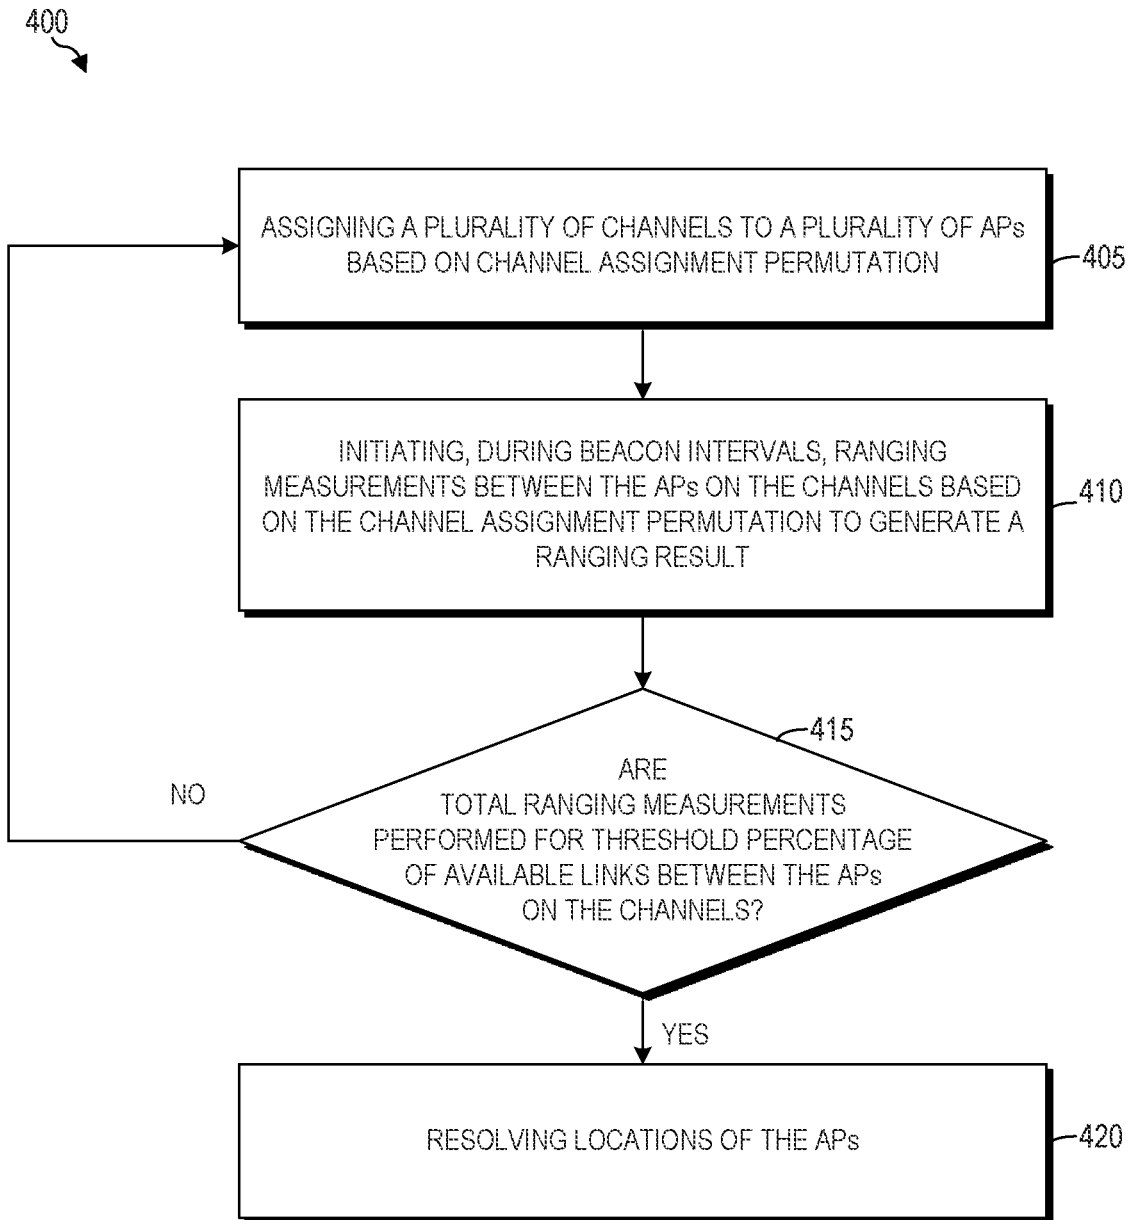 400
ASSIGNING A PLURALITY OF CHANNELS TO A PLURALITY OF APs
BASED ON CHANNEL ASSIGNMENT PERMUTATION
405
INITIATING, DURING BEACON INTERVALS, RANGING
MEASUREMENTS BETWEEN THE APs ON THE CHANNELS BASED
ON THE CHANNEL ASSIGNMENT PERMUTATION TO GENERATE A
RANGING RESULT
410
415
ARE
TOTAL RANGING MEASUREMENTS
PERFORMED FOR THRESHOLD PERCENTAGE
OF AVAILABLE LINKS BETWEEN THE APs
ON THE CHANNELS?
NO
YES
RESOLVING LOCATIONS OF THE APs
420